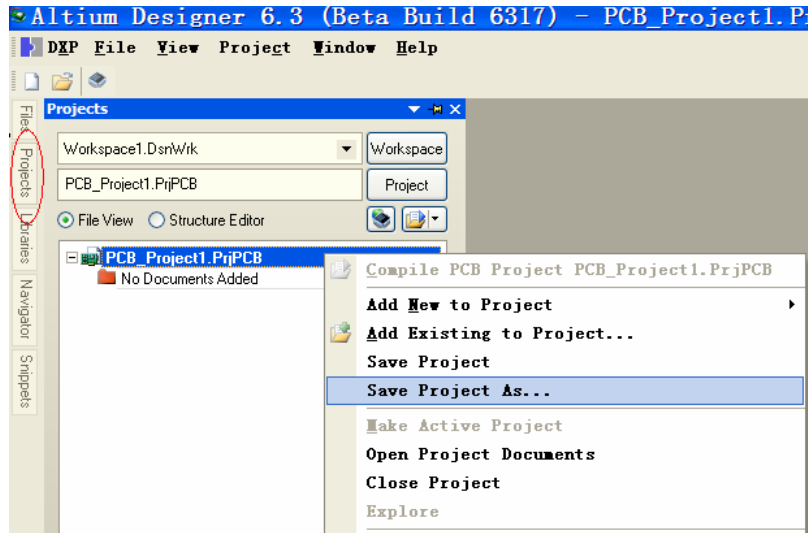 Altium Designer 6.3 (Beta Build 6317) - PCB_Project1.P
DXP File View Project Window Help
Files
Projects
Libraries
Navigator
Snippets
Projects
Workspace1.DsnWrk Workspace
PCB_Project1.PrjPCB Project
File View Structure Editor
PCB_Project1.PrjPCB
No Documents Added
Compile PCB Project PCB_Project1.PrjPCB
Add New to Project
Add Existing to Project...
Save Project
Save Project As...
Make Active Project
Open Project Documents
Close Project
Explore